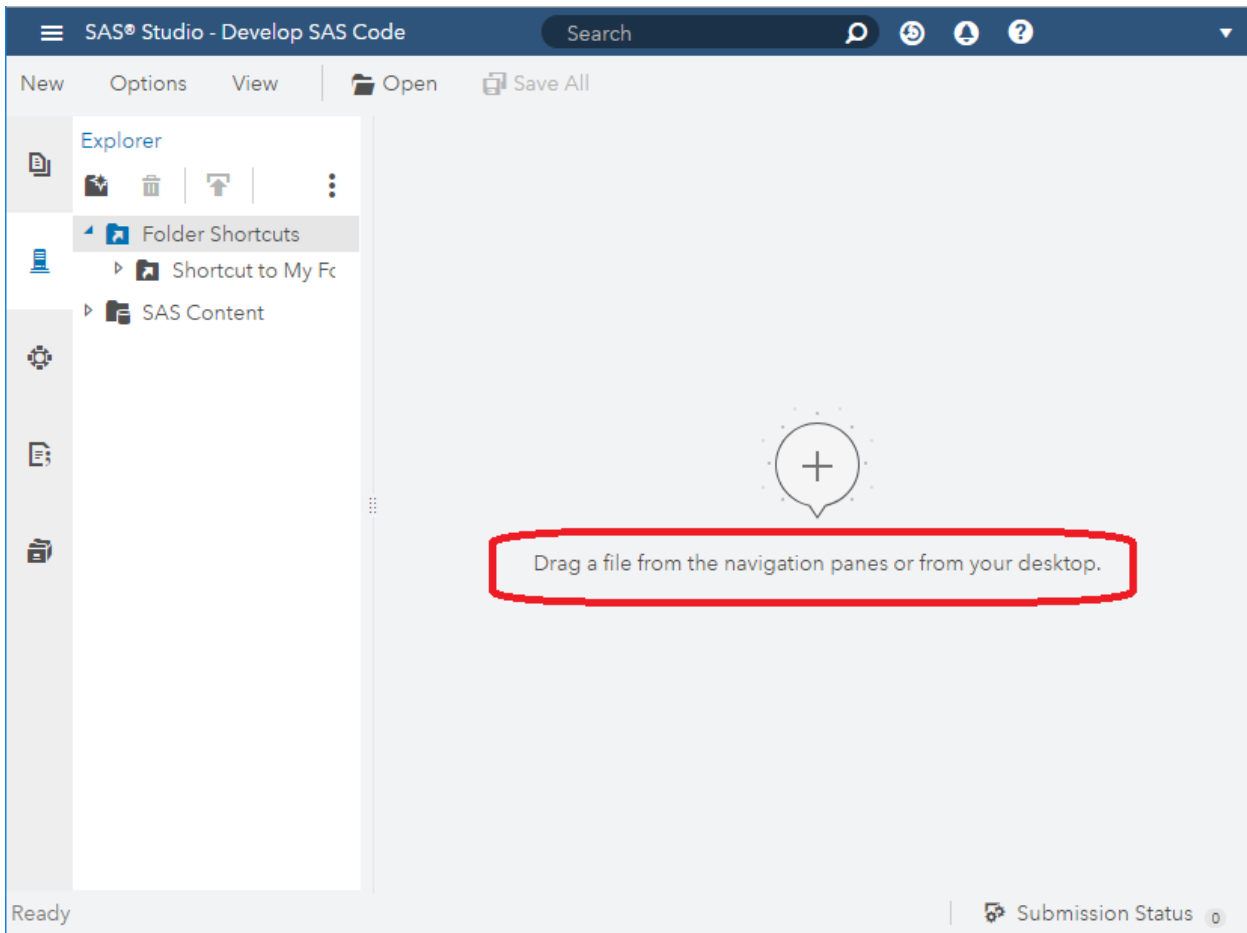 SAS® Studio - Develop SAS Code
Search
New Options View Open Save All
Explorer
Folder Shortcuts
Shortcut to My Fc
SAS Content
Drag a file from the navigation panes or from your desktop.
Ready
Submission Status 0